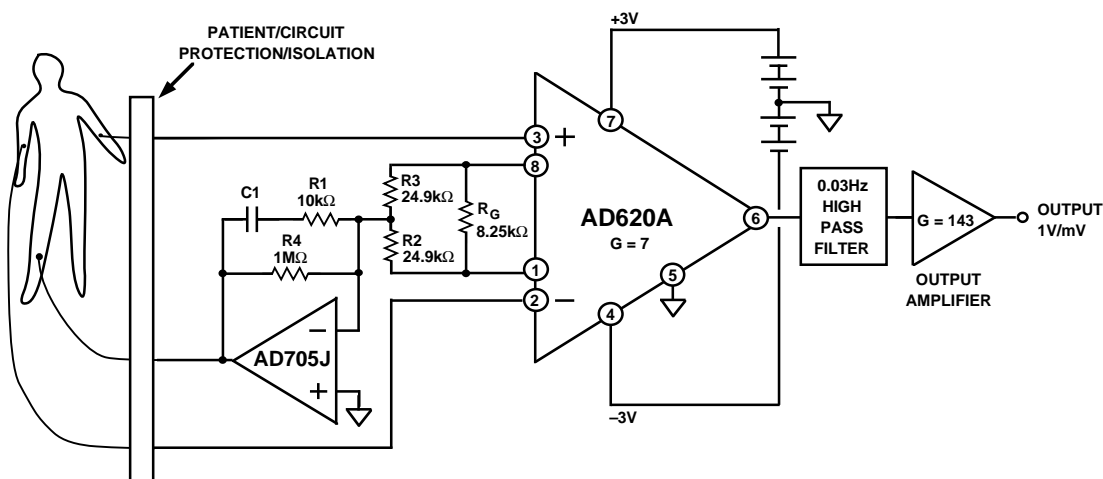 PATIENT/CIRCUIT
PROTECTION/ISOLATION
+3V
7
3 +
8
C1
R1
10kΩ
R3
24.9kΩ
R4
1MΩ
R2
24.9kΩ
RG
8.25kΩ
AD620A
G = 7
6
0.03Hz
HIGH
PASS
FILTER
G = 143
OUTPUT
1V/mV
OUTPUT
AMPLIFIER
1
2 –
5
4
–
AD705J
+
–3V